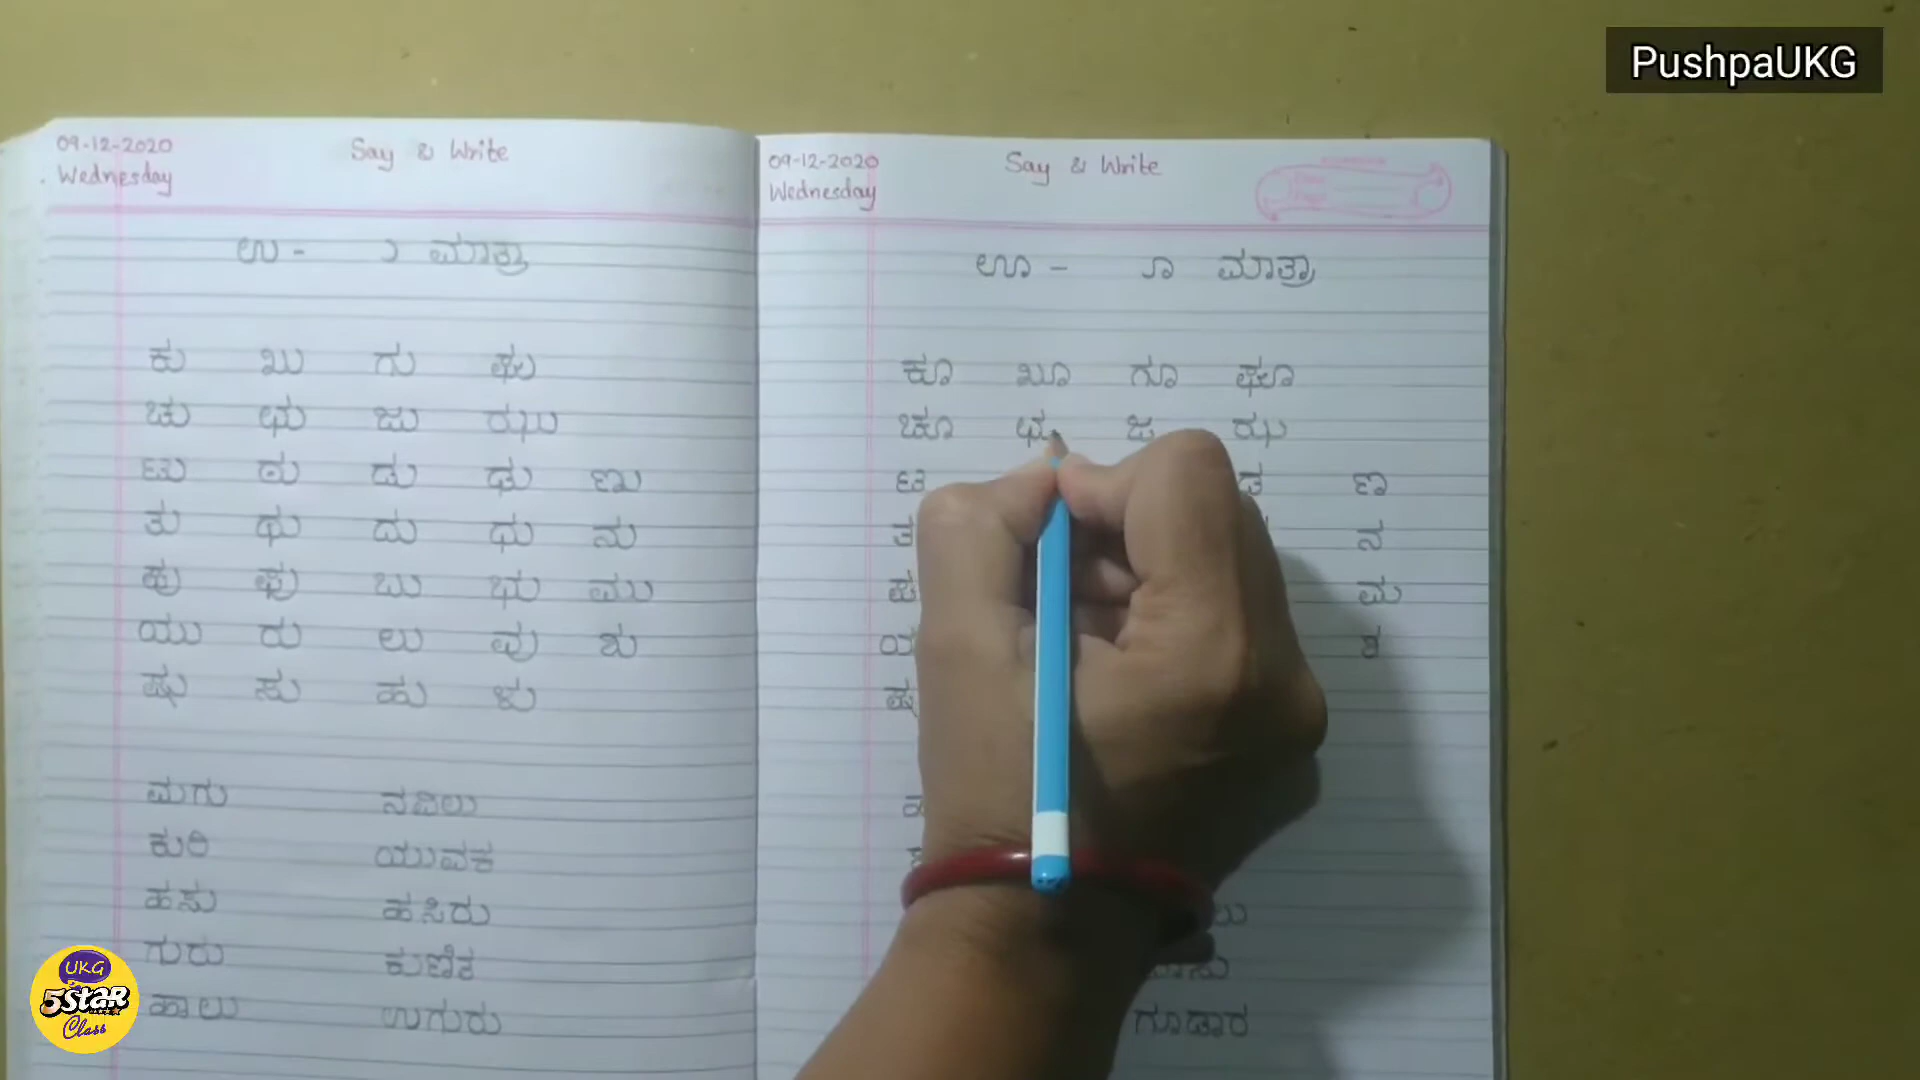 PushpaUKG
09-12-2020
Wednesday
Say & Write
ಉ - ು ಮಾತ್ರಾ
ಕು ಖು ಗು ಘು
ಚು ಛು ಜು ಝು
ಟು ಠು ಡು ಢು ಣು
ತು ಥು ದು ಧು ನು
ಪು ಫು ಬು ಭು ಮು
ಯು ರು ಲು ವು ಶು
ಷು ಸು ಹು ಳು
ಮಗು ನವಿಲು
ಕುರಿ ಯುವಕ
ಹಸು ಹಸಿರು
ಗುರು ಕುಣಿತ
ಹಾಲು ಉಗುರು
09-12-2020
Wednesday
Say & Write
ಊ - ೂ ಮಾತ್ರಾ
ಕೂ ಖೂ ಗೂ ಘೂ
ಚೂ ಛ ಜ ಝ
ಟ ಢ ಣ
ತ ನ
ಪ ಮ
ಯ ಶ
ಷ
ಗೂಡಾರ
UKG
5StaR
Class